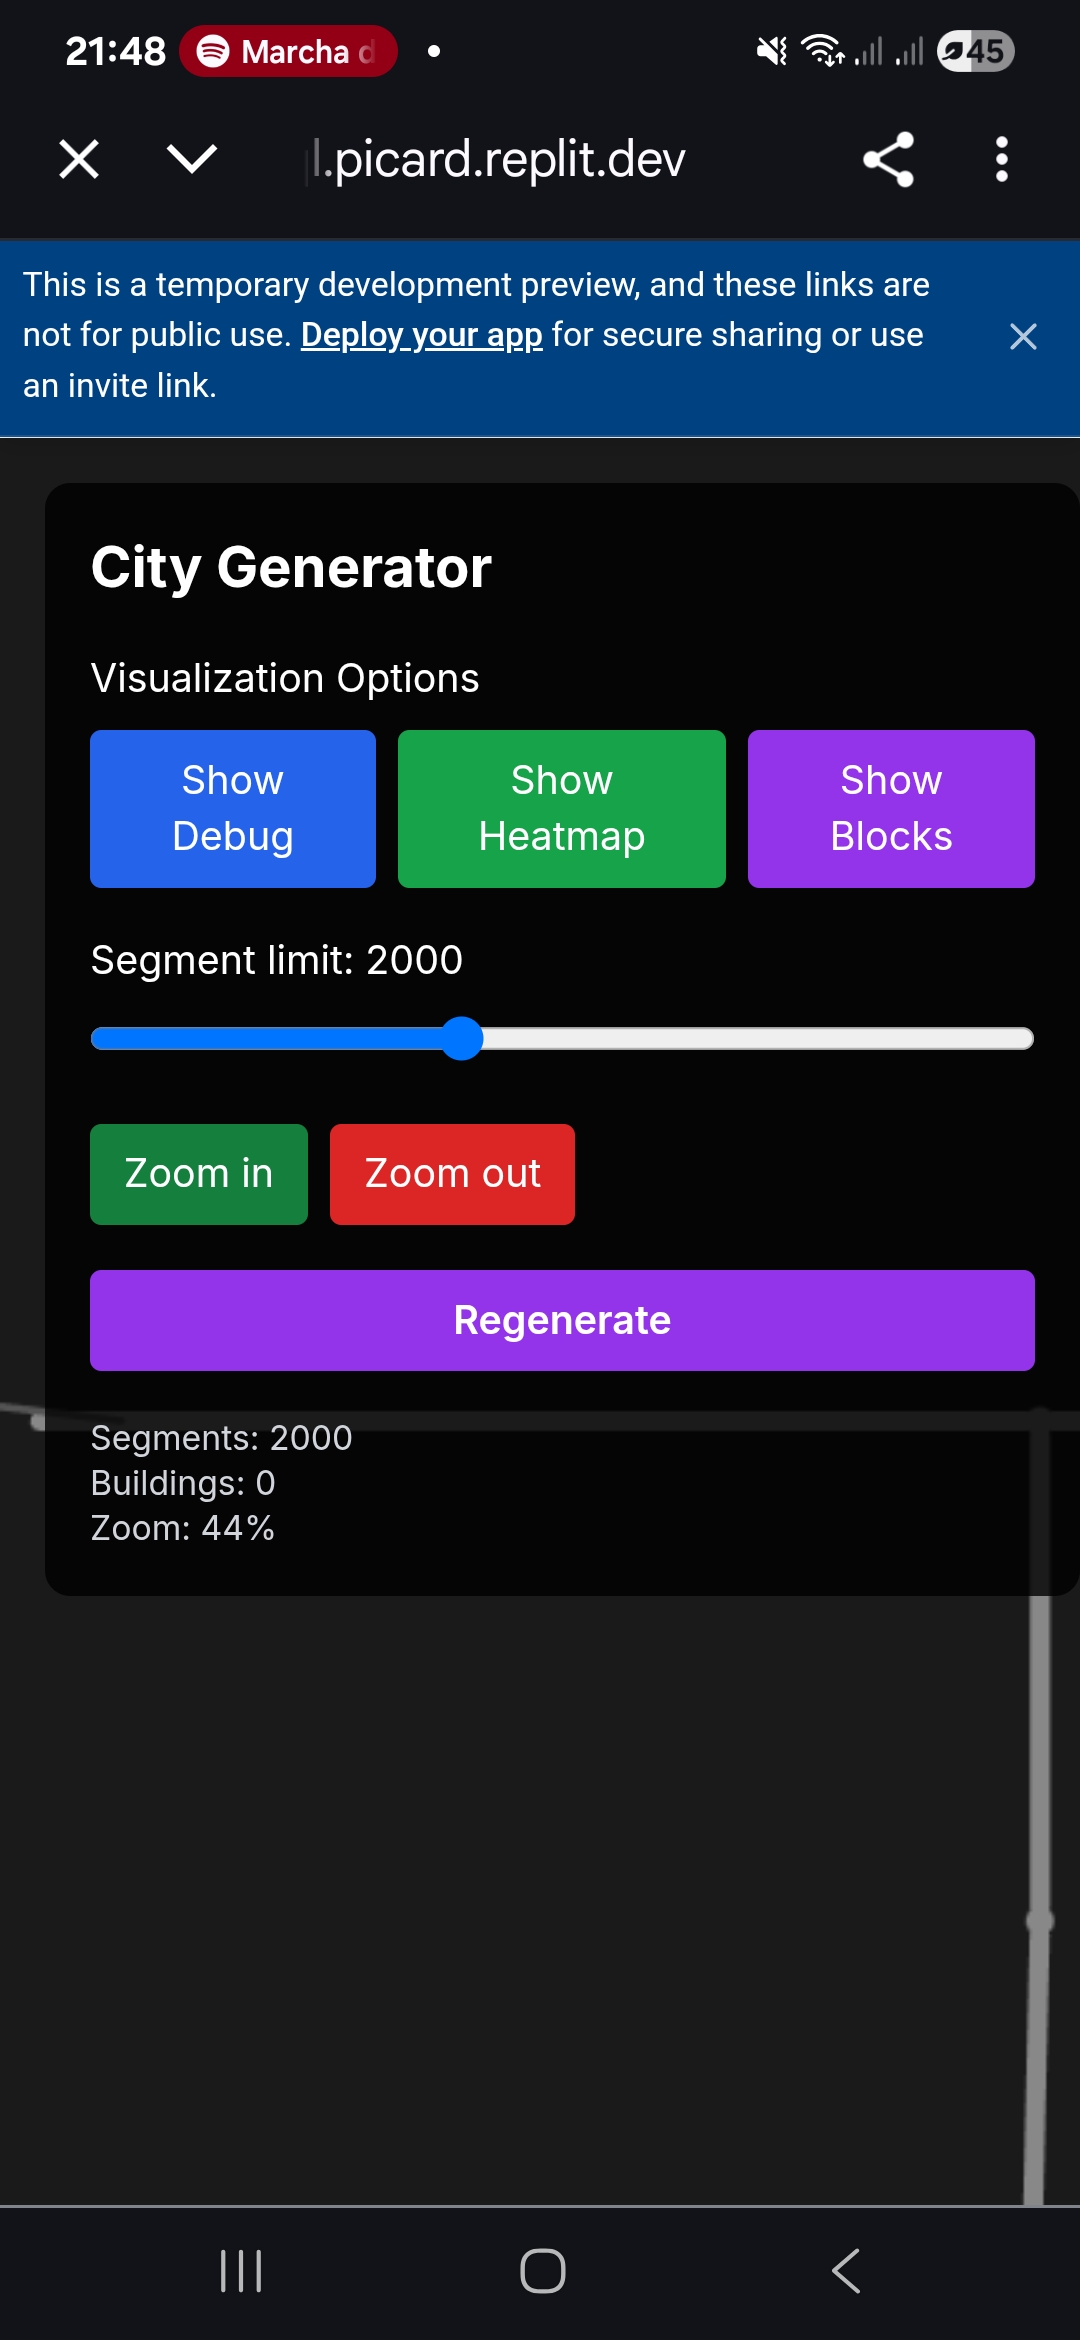 21:48 Marcha d 45
l.picard.replit.dev
This is a temporary development preview, and these links are
not for public use. Deploy your app for secure sharing or use
an invite link.
City Generator
Visualization Options
Show
Debug
Show
Heatmap
Show
Blocks
Segment limit: 2000
Zoom in
Zoom out
Regenerate
Segments: 2000
Buildings: 0
Zoom: 44%